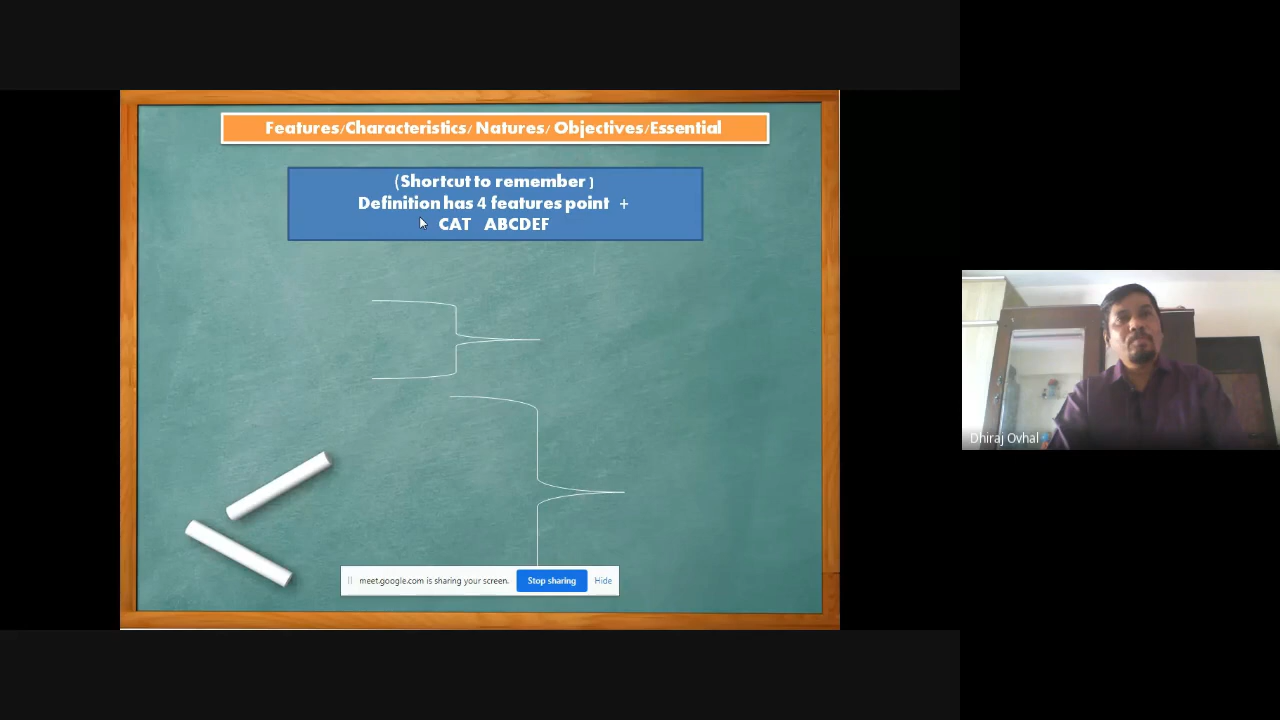 Features/Characteristics/ Natures/ Objectives/Essential
(Shortcut to remember )
Definition has 4 features point +
CAT ABCDEF
meet.google.com is sharing your screen.
Stop sharing
Hide
Dhiraj Ovhal